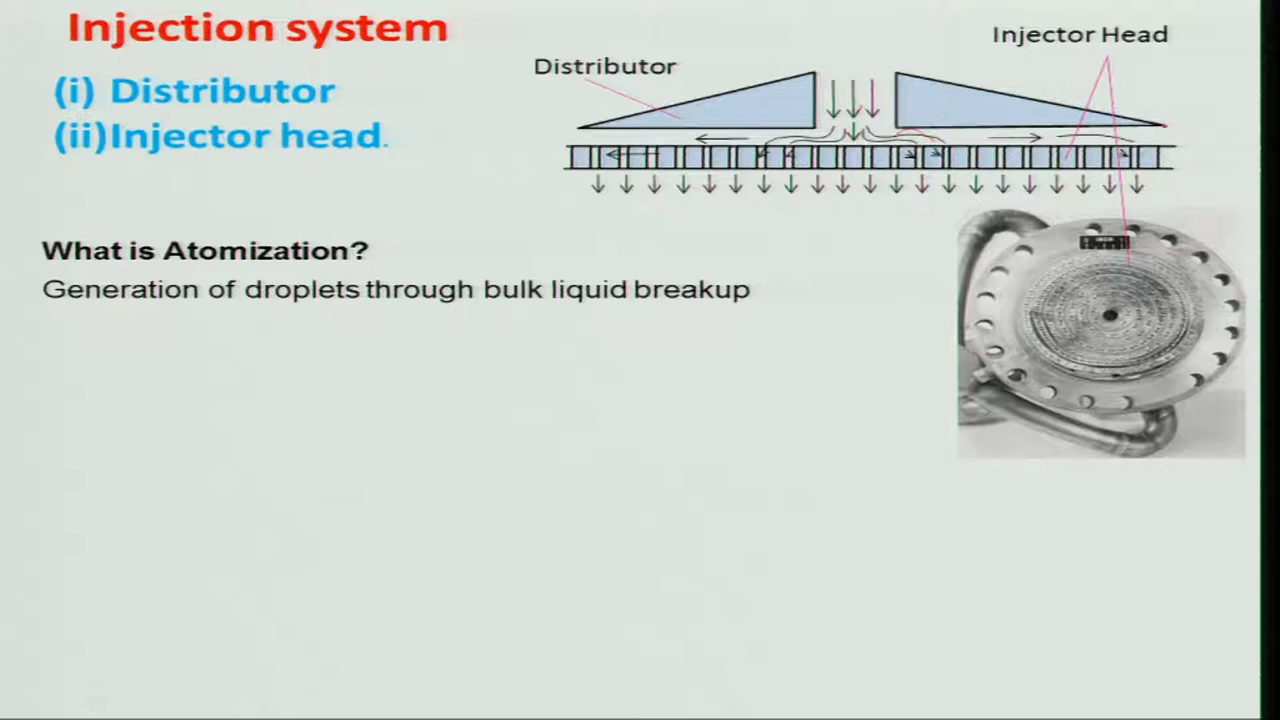 Injection system
(i) Distributor
(ii)Injector head.
Distributor
Injector Head
What is Atomization?
Generation of droplets through bulk liquid breakup